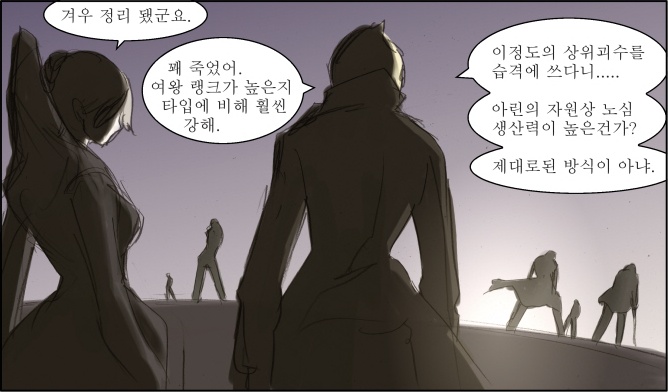 겨우 정리 됐군요.
꽤 죽었어.
여왕 랭크가 높은지
타입에 비해 훨씬
강해.
이정도의 상위괴수를
습격에 쓰다니.....
아린의 자원상 노심
생산력이 높은건가?
제대로된 방식이 아냐.